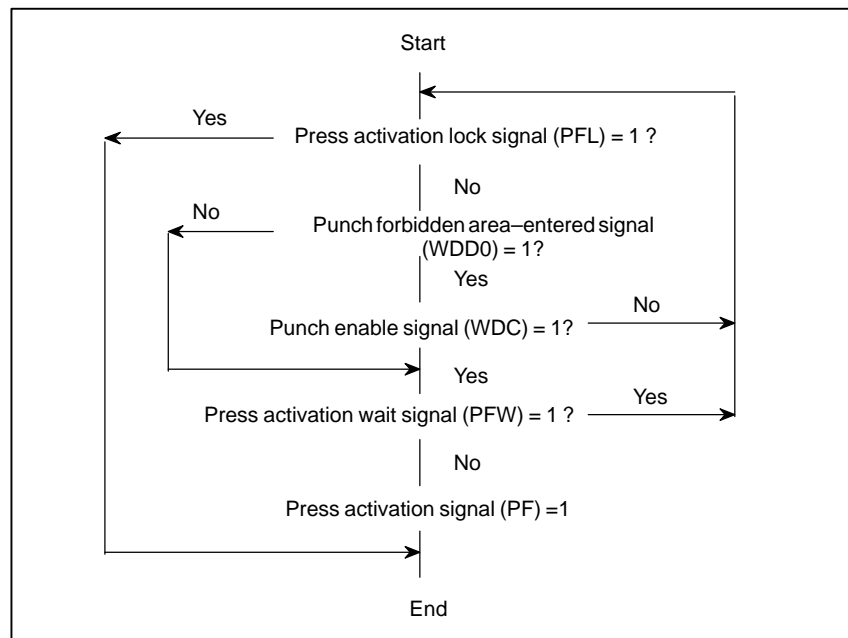 Start
Yes
Press activation lock signal (PFL) = 1 ?
No
No
Punch forbidden area–entered signal
(WDD0) = 1?
Yes
No
Punch enable signal (WDC) = 1?
Yes
Yes
Press activation wait signal (PFW) = 1 ?
No
Press activation signal (PF) =1
End